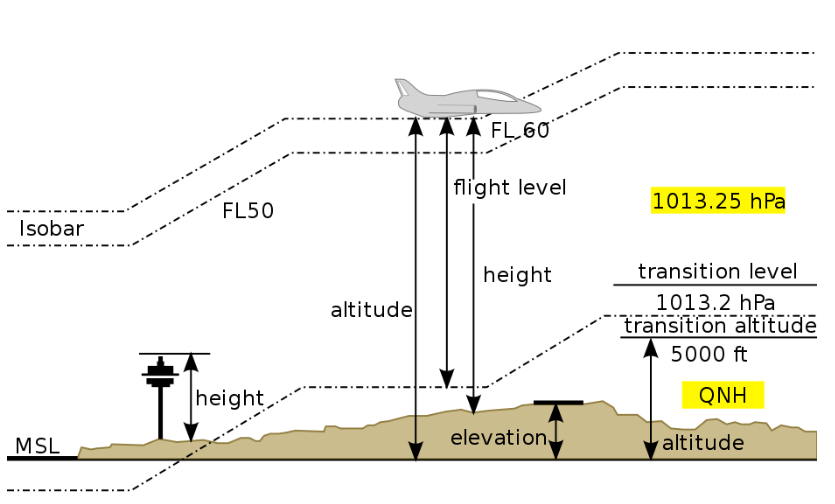 FL 60
flight level
1013.25 hPa
FL50
Isobar
transition level
height
1013.2 hPa
altitude
transition altitude
5000 ft
height
QNH
elevation
altitude
MSL